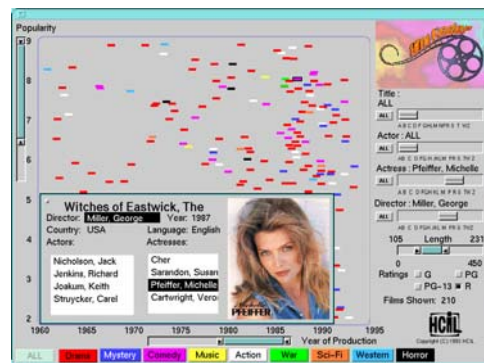 Popularity
9
8
7
6
5
4
3
2
1960
1965
1970
1975
1980
1985
1990
1995
Year of Production
Witches of Eastwick, The
Director: Miller, George Year: 1987
Country: USA Language: English
Actors: Actresses:
Nicholson, Jack
Jenkins, Richard
Joakum, Keith
Struycker, Carel
Cher
Sarandon, Susan
Pfeiffer, Michelle
Cartwright, Vero
PFEIFFER
Title :
ALL
ALL
Actor : ALL
ALL
Actress : Pfeiffer, Michelle
ALL
Director : Miller, George
ALL
105 Length 231
0 450
Ratings G PG
PG-13 R
Films Shown: 210
HCIL
ALL Drama Mystery Comedy Music Action War Sci-Fi Western Horror